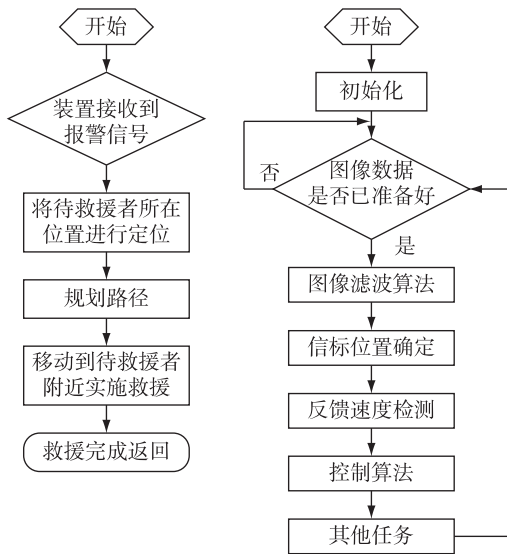 开始
装置接收到
报警信号
将待救援者所在
位置进行定位
规划路径
移动到待救援者
附近实施救援
救援完成返回
开始
初始化
图像数据
是否已准备好
否
是
图像滤波算法
信标位置确定
反馈速度检测
控制算法
其他任务